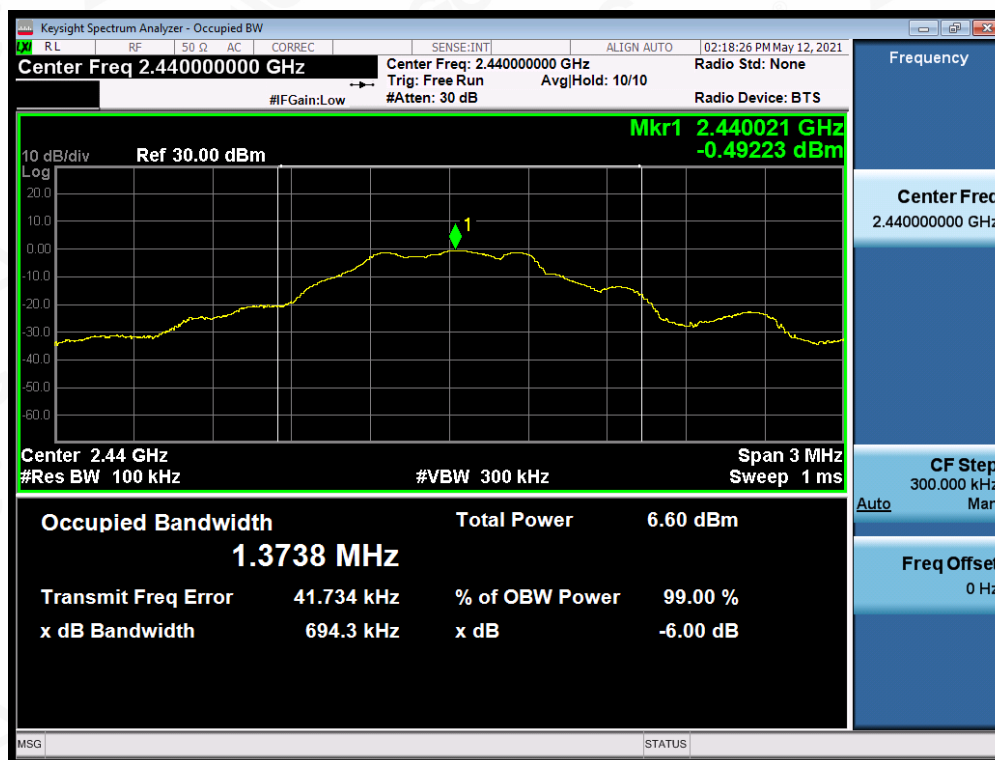 Keysight Spectrum Analyzer - Occupied BW
LXI RL RF 50 Ω AC CORREC SENSE:INT ALIGN AUTO 02:18:26 PM May 12, 2021
Center Freq 2.440000000 GHz
Center Freq: 2.440000000 GHz
Radio Std: None
Trig: Free Run Avg|Hold: 10/10
#IFGain:Low #Atten: 30 dB
Radio Device: BTS
Mkr1 2.440021 GHz
-0.49223 dBm
10 dB/div Ref 30.00 dBm
Log
20.0
10.0
0.00
-10.0
-20.0
-30.0
-40.0
-50.0
-60.0
1
Center 2.44 GHz Span 3 MHz
#Res BW 100 kHz #VBW 300 kHz Sweep 1 ms
Occupied Bandwidth
1.3738 MHz
Total Power 6.60 dBm
Transmit Freq Error 41.734 kHz % of OBW Power 99.00 %
x dB Bandwidth 694.3 kHz x dB -6.00 dB
MSG STATUS
Frequency
Center Freq
2.440000000 GHz
CF Step
300.000 kHz
Auto Man
Freq Offset
0 Hz